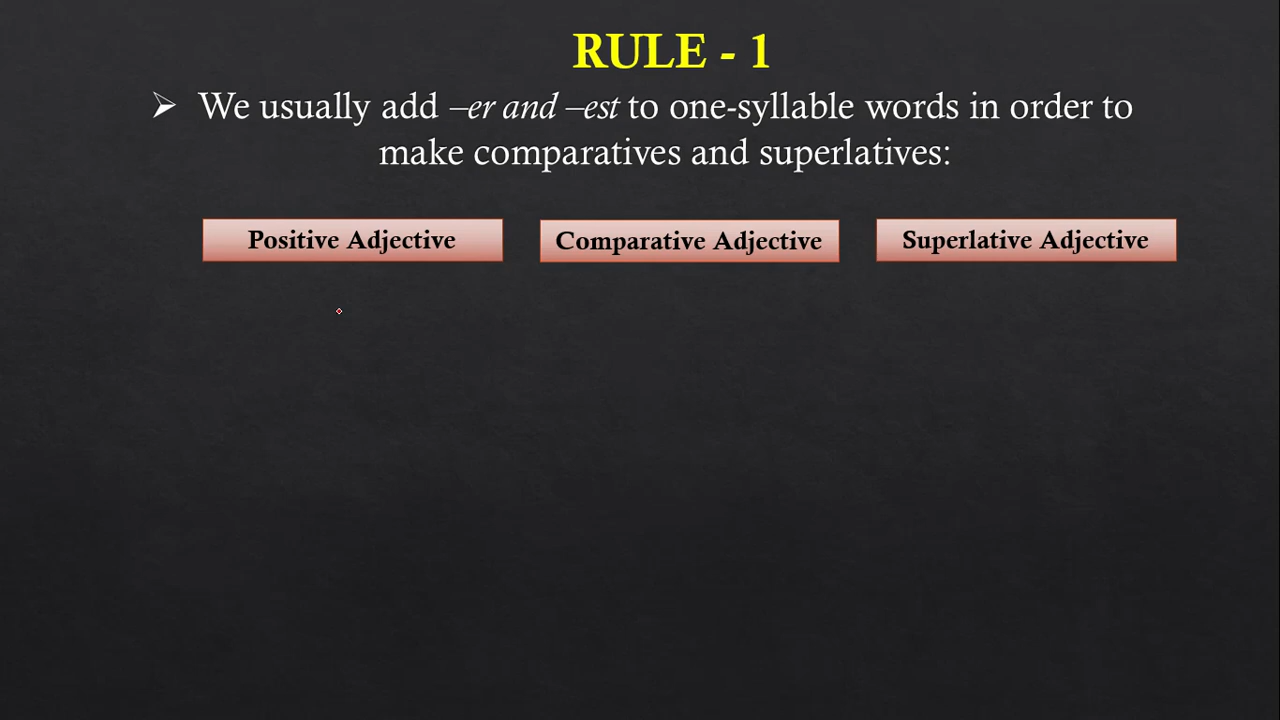 RULE - 1
➢ We usually add –er and –est to one-syllable words in order to
make comparatives and superlatives:
Positive Adjective
Comparative Adjective
Superlative Adjective